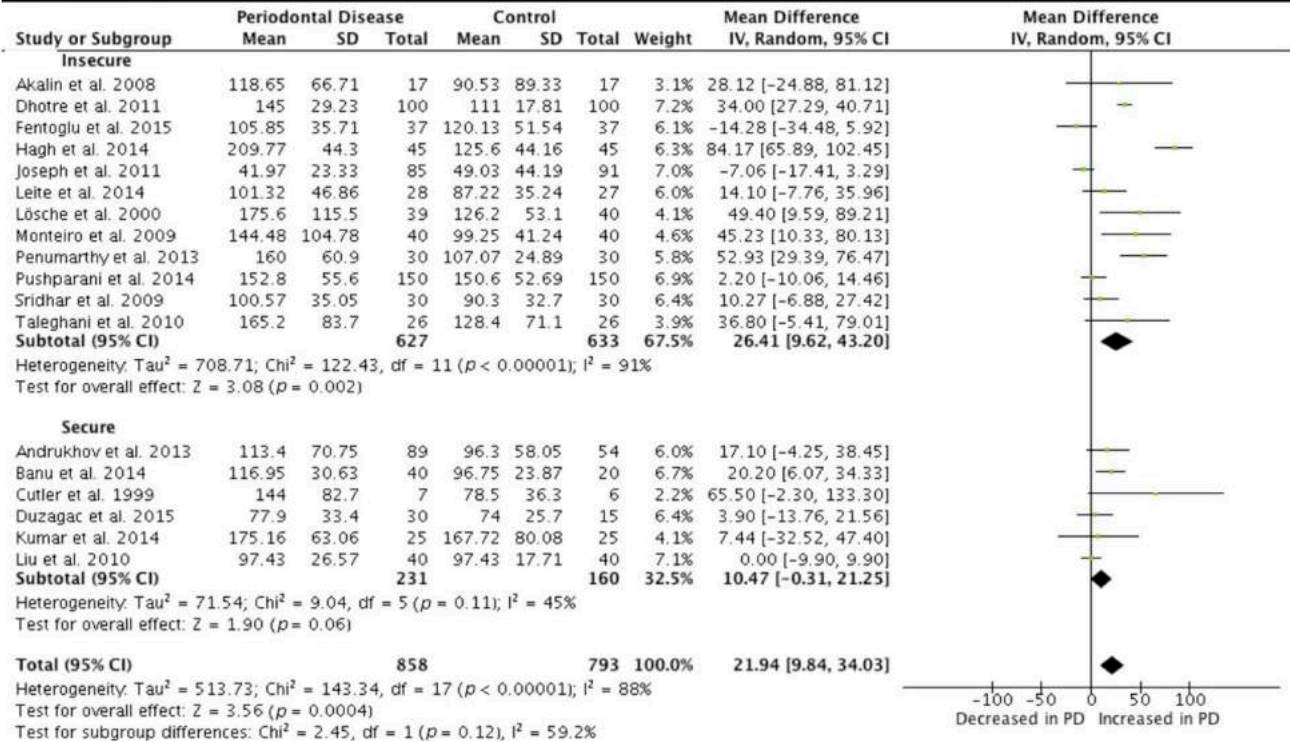 Periodontal Disease Control Mean Difference Mean Difference
Study or Subgroup Mean SD Total Mean SD Total Weight IV, Random, 95% CI IV, Random, 95% CI
Insecure
Akalin et al. 2008 118.65 66.71 17 90.53 89.33 17 3.1% 28.12 [-24.88, 81.12]
Dhotre et al. 2011 145 29.23 100 111 17.81 100 7.2% 34.00 [27.29, 40.71]
Fentoglu et al. 2015 105.85 35.71 37 120.13 51.54 37 6.1% -14.28 [-34.48, 5.92]
Hagh et al. 2014 209.77 44.3 45 125.6 44.16 45 6.3% 84.17 [65.89, 102.45]
Joseph et al. 2011 41.97 23.33 85 49.03 44.19 91 7.0% -7.06 [-17.41, 3.29]
Leite et al. 2014 101.32 46.86 28 87.22 35.24 27 6.0% 14.10 [-7.76, 35.96]
Lösche et al. 2000 175.6 115.5 39 126.2 53.1 40 4.1% 49.40 [9.59, 89.21]
Monteiro et al. 2009 144.48 104.78 40 99.25 41.24 40 4.6% 45.23 [10.33, 80.13]
Penumarthy et al. 2013 160 60.9 30 107.07 24.89 30 5.8% 52.93 [29.39, 76.47]
Pushparani et al. 2014 152.8 55.6 150 150.6 52.69 150 6.9% 2.20 [-10.06, 14.46]
Sridhar et al. 2009 100.57 35.05 30 90.3 32.7 30 6.4% 10.27 [-6.88, 27.42]
Taleghani et al. 2010 165.2 83.7 26 128.4 71.1 26 3.9% 36.80 [-5.41, 79.01]
Subtotal (95% CI) 627 633 67.5% 26.41 [9.62, 43.20]
Heterogeneity: Tau² = 708.71; Chi² = 122.43, df = 11 (p < 0.00001); I² = 91%
Test for overall effect: Z = 3.08 (p = 0.002)
Secure
Andrukhov et al. 2013 113.4 70.75 89 96.3 58.05 54 6.0% 17.10 [-4.25, 38.45]
Banu et al. 2014 116.95 30.63 40 96.75 23.87 20 6.7% 20.20 [6.07, 34.33]
Cutler et al. 1999 144 82.7 7 78.5 36.3 6 2.2% 65.50 [-2.30, 133.30]
Duzagac et al. 2015 77.9 33.4 30 74 25.7 15 6.4% 3.90 [-13.76, 21.56]
Kumar et al. 2014 175.16 63.06 25 167.72 80.08 25 4.1% 7.44 [-32.52, 47.40]
Liu et al. 2010 97.43 26.57 40 97.43 17.71 40 7.1% 0.00 [-9.90, 9.90]
Subtotal (95% CI) 231 160 32.5% 10.47 [-0.31, 21.25]
Heterogeneity: Tau² = 71.54; Chi² = 9.04, df = 5 (p = 0.11); I² = 45%
Test for overall effect: Z = 1.90 (p = 0.06)
Total (95% CI) 858 793 100.0% 21.94 [9.84, 34.03]
Heterogeneity: Tau² = 513.73; Chi² = 143.34, df = 17 (p < 0.00001); I² = 88%
Test for overall effect: Z = 3.56 (p = 0.0004)
Test for subgroup differences: Chi² = 2.45, df = 1 (p = 0.12), I² = 59.2%
-100 -50 0 50 100
Decreased in PD Increased in PD